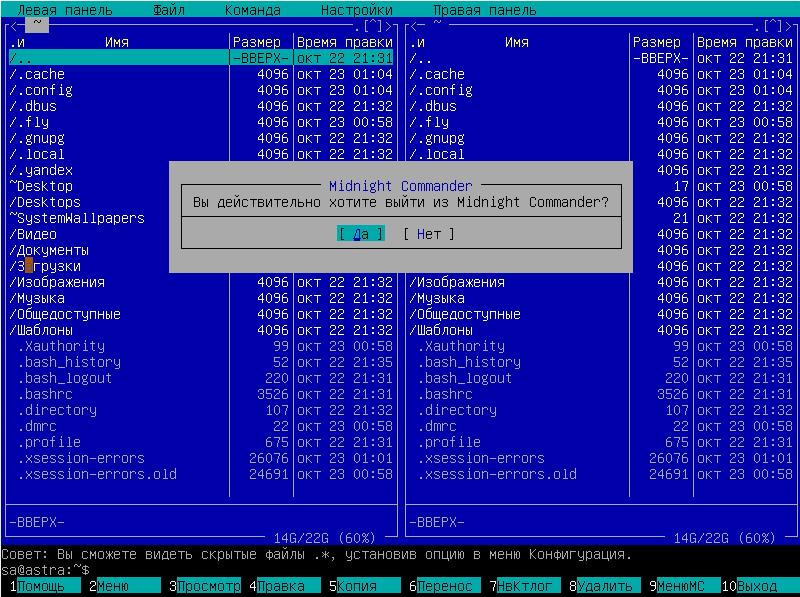 Левая панель Файл Команда Настройки Правая панель
<─ ~ .[^]> <─ ~ .[^]>
.и Имя Размер Время правки .и Имя Размер Время правки
/.. -ВВЕРХ- окт 22 21:31 /.. -ВВЕРХ- окт 22 21:31
/.cache 4096 окт 23 01:04 /.cache 4096 окт 23 01:04
/.config 4096 окт 23 01:04 /.config 4096 окт 23 01:04
/.dbus 4096 окт 22 21:32 /.dbus 4096 окт 22 21:32
/.fly 4096 окт 23 00:58 /.fly 4096 окт 23 00:58
/.gnupg 4096 окт 22 21:32 /.gnupg 4096 окт 22 21:32
/.local 4096 окт 22 21:32 /.local 4096 окт 22 21:32
/.yandex 4096 окт 22 21:32
~Desktop Midnight Commander 17 окт 23 00:58
/Desktops Вы действительно хотите выйти из Midnight Commander? 4096 окт 22 21:32
~SystemWallpapers 21 окт 22 21:32
/Видео [ Да ] [ Нет ] 4096 окт 22 21:32
/Документы 4096 окт 22 21:32
/З грузки 4096 окт 22 21:32
/Изображения 4096 окт 22 21:32 /Изображения 4096 окт 22 21:32
/Музыка 4096 окт 22 21:32 /Музыка 4096 окт 22 21:32
/Общедоступные 4096 окт 22 21:32 /Общедоступные 4096 окт 22 21:32
/Шаблоны 4096 окт 22 21:32 /Шаблоны 4096 окт 22 21:32
.Xauthority 99 окт 23 00:58 .Xauthority 99 окт 23 00:58
.bash_history 52 окт 22 21:35 .bash_history 52 окт 22 21:35
.bash_logout 220 окт 22 21:31 .bash_logout 220 окт 22 21:31
.bashrc 3526 окт 22 21:31 .bashrc 3526 окт 22 21:31
.directory 107 окт 22 21:32 .directory 107 окт 22 21:32
.dmrc 22 окт 23 00:58 .dmrc 22 окт 23 00:58
.profile 675 окт 22 21:31 .profile 675 окт 22 21:31
.xsession-errors 26076 окт 23 01:01 .xsession-errors 26076 окт 23 01:01
.xsession-errors.old 24691 окт 23 00:58 .xsession-errors.old 24691 окт 23 00:58
-ВВЕРХ- -ВВЕРХ-
14G/22G (60%) 14G/22G (60%)
Совет: Вы сможете видеть скрытые файлы .*, установив опцию в меню Конфигурация.
sa@astra:~$
1Помощь 2Меню 3Просмотр 4Правка 5Копия 6Перенос 7НвКтлог 8Удалить 9МенюМС 10Выход